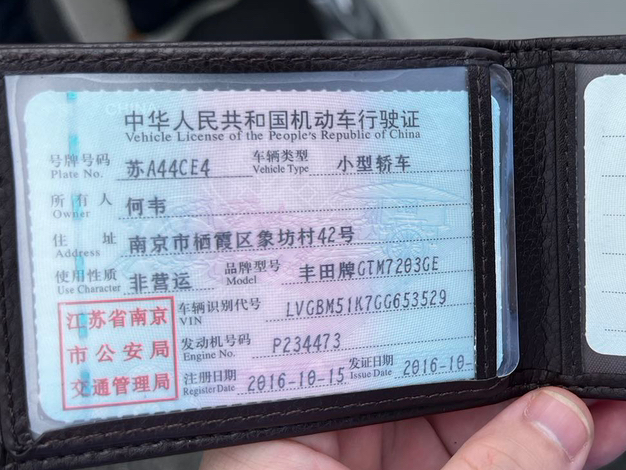 CHINA
中华人民共和国机动车行驶证
Vehicle License of the People's Republic of China
号牌号码 苏A44CE4 车辆类型 小型轿车
Plate No. Vehicle Type
所有人 何韦
Owner
住址 南京市栖霞区象坊村42号
Address
使用性质 非营运 品牌型号 丰田牌GTM7203GE
Use Character Model
江苏省南京
市公安局
交通管理局
车辆识别代号 LVGBM51K7GG653529
VIN
发动机号码 P234473
Engine No.
注册日期 2016-10-15 发证日期 2016-10-
Register Date Issue Date